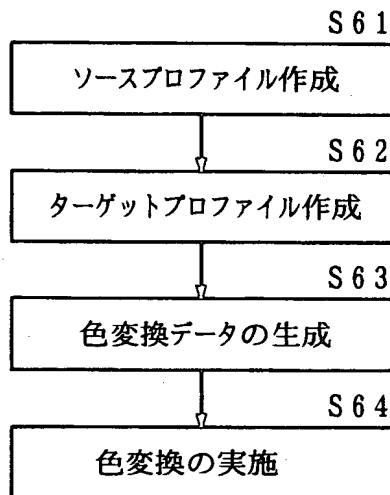 S61
ソースプロファイル作成
S62
ターゲットプロファイル作成
S63
色変換データの生成
S64
色変換の実施